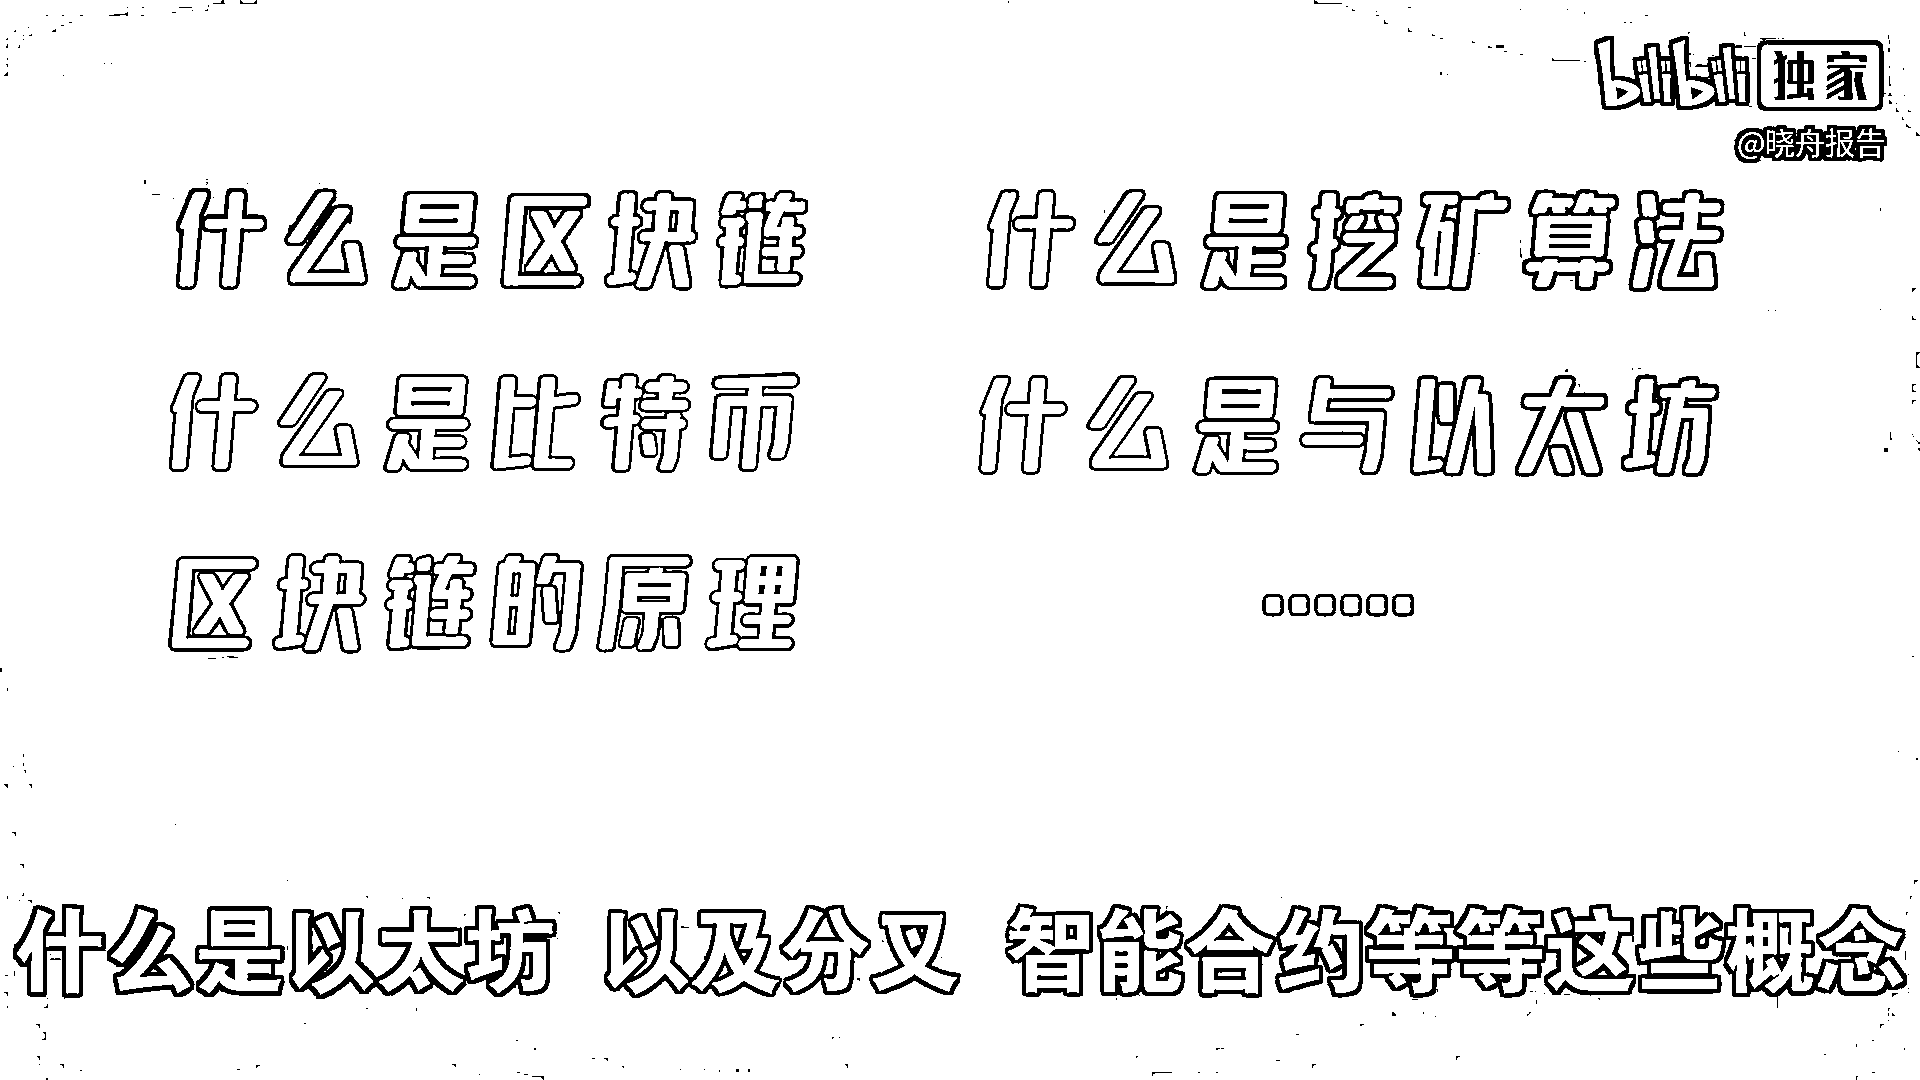 bilibili 独家
@晓舟报告
什么是区块链
什么是挖矿算法
什么是比特币
什么是与以太坊
区块链的原理
……
什么是以太坊 以及分叉 智能合约等等这些概念